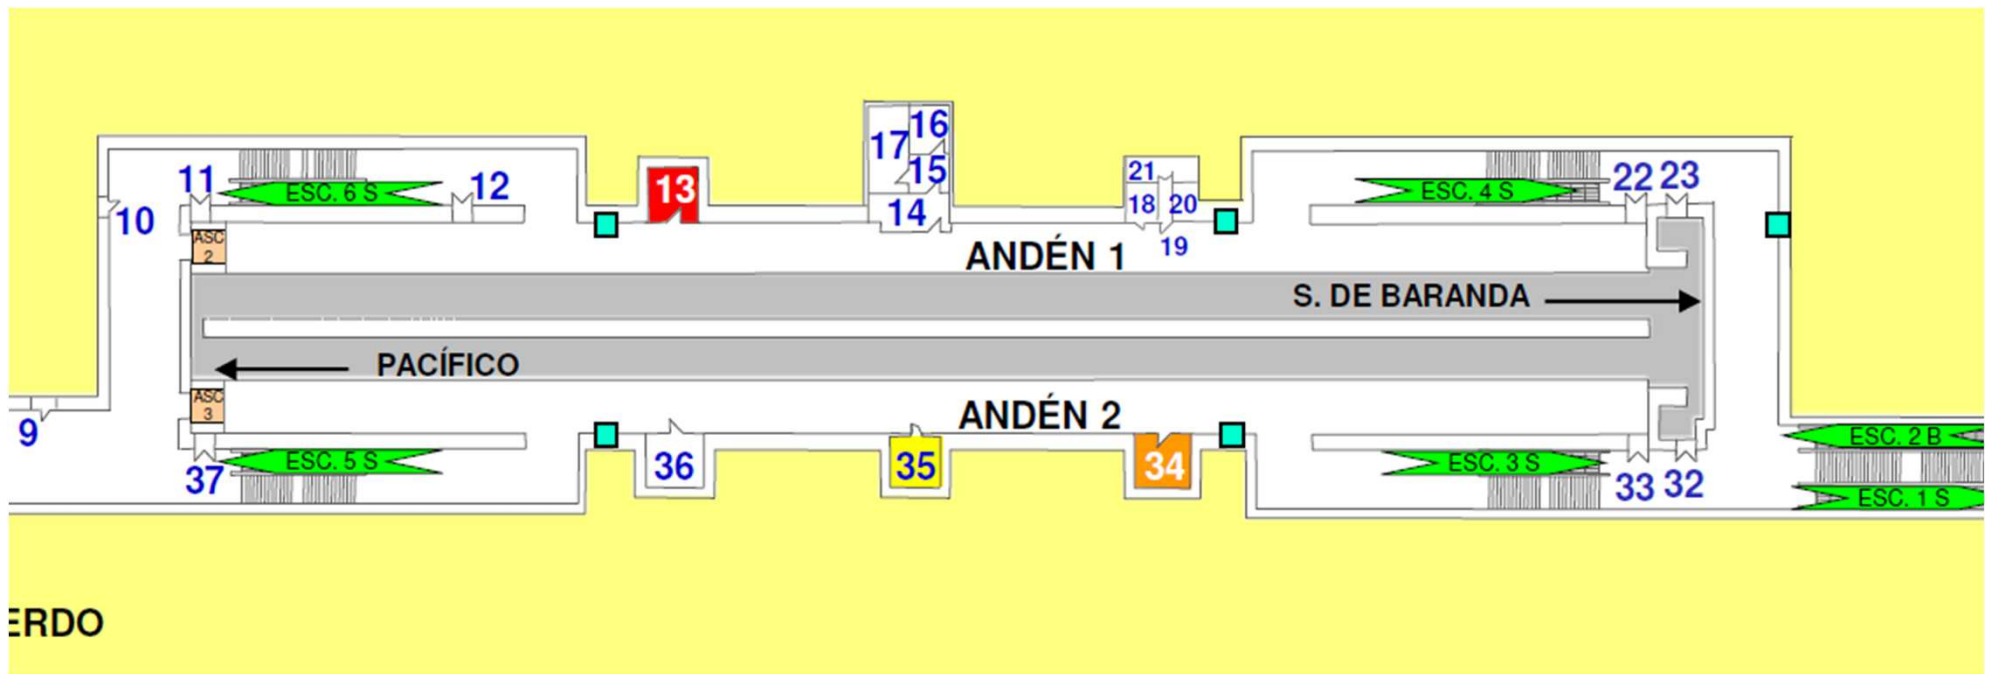 16
17
15
21
13
11
ESC. 6 S
12
ESC. 4 S
22
23
10
14
18
20
19
ASC
2
ANDÉN 1
S. DE BARANDA
PACÍFICO
ASC
3
ANDÉN 2
9
37
ESC. 5 S
36
35
34
ESC. 3 S
33
32
ESC. 2 B
ESC. 1 S
ERDO